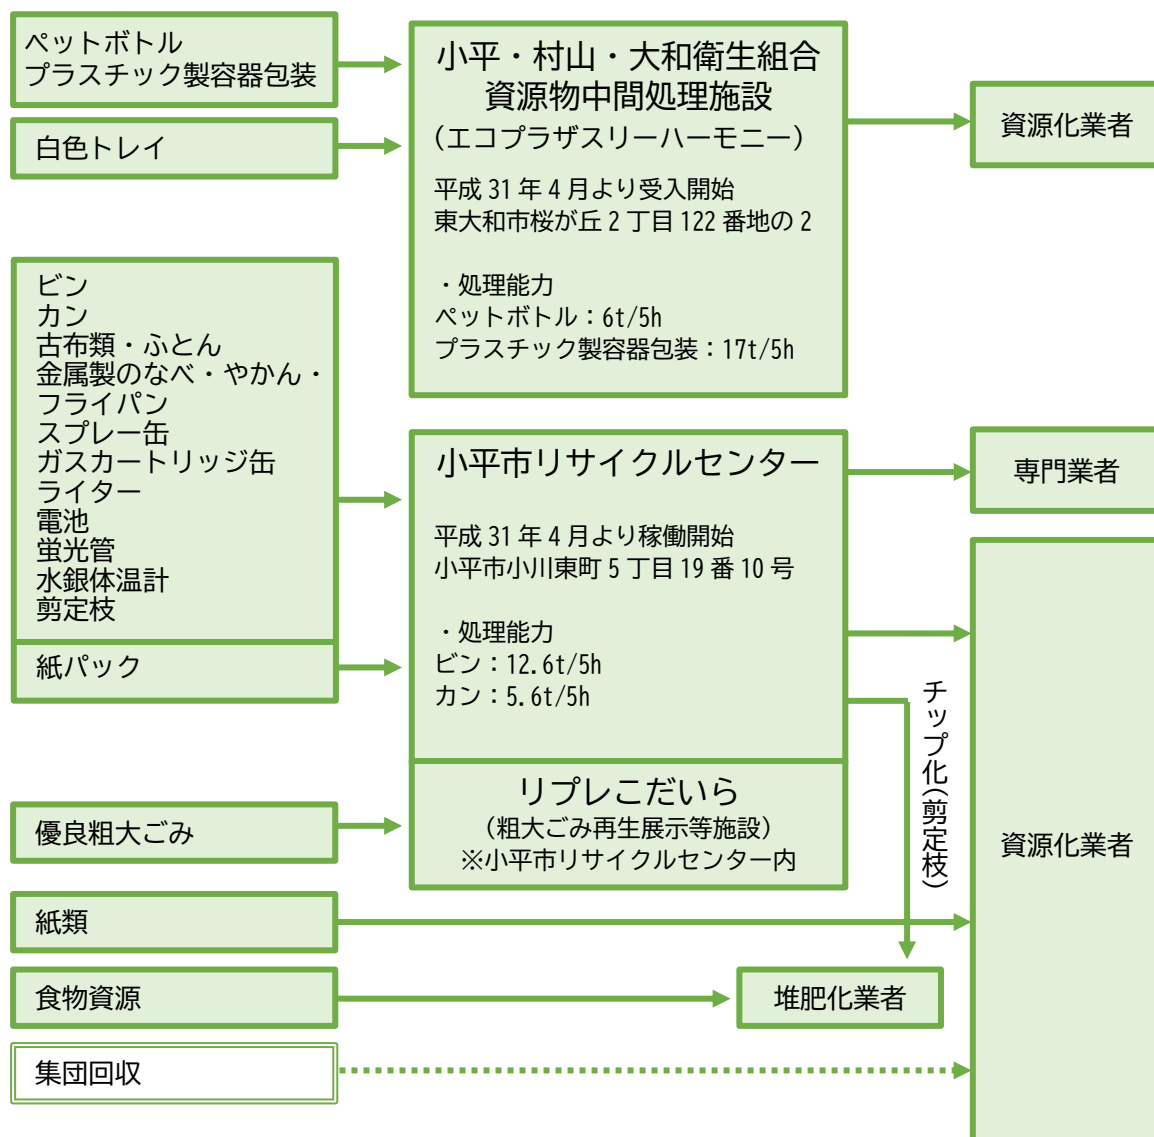 ペットボトル
プラスチック製容器包装
白色トレイ
小平・村山・大和衛生組合
資源物中間処理施設
(エコプラザスリーハーモニー)
平成31年4月より受入開始
東大和市桜が丘2丁目122番地の2
・処理能力
ペットボトル：6t/5h
プラスチック製容器包装：17t/5h
資源化業者
ビン
カン
古布類・ふとん
金属製のなべ・やかん・
フライパン
スプレー缶
ガスカートリッジ缶
ライター
電池
蛍光管
水銀体温計
剪定枝
紙パック
小平市リサイクルセンター
平成31年4月より稼働開始
小平市小川東町5丁目19番10号
・処理能力
ビン：12.6t/5h
カン：5.6t/5h
専門業者
チップ化(剪定枝)
優良粗大ごみ
リプレこだいら
(粗大ごみ再生展示等施設)
※小平市リサイクルセンター内
資源化業者
紙類
食物資源
堆肥化業者
集団回収